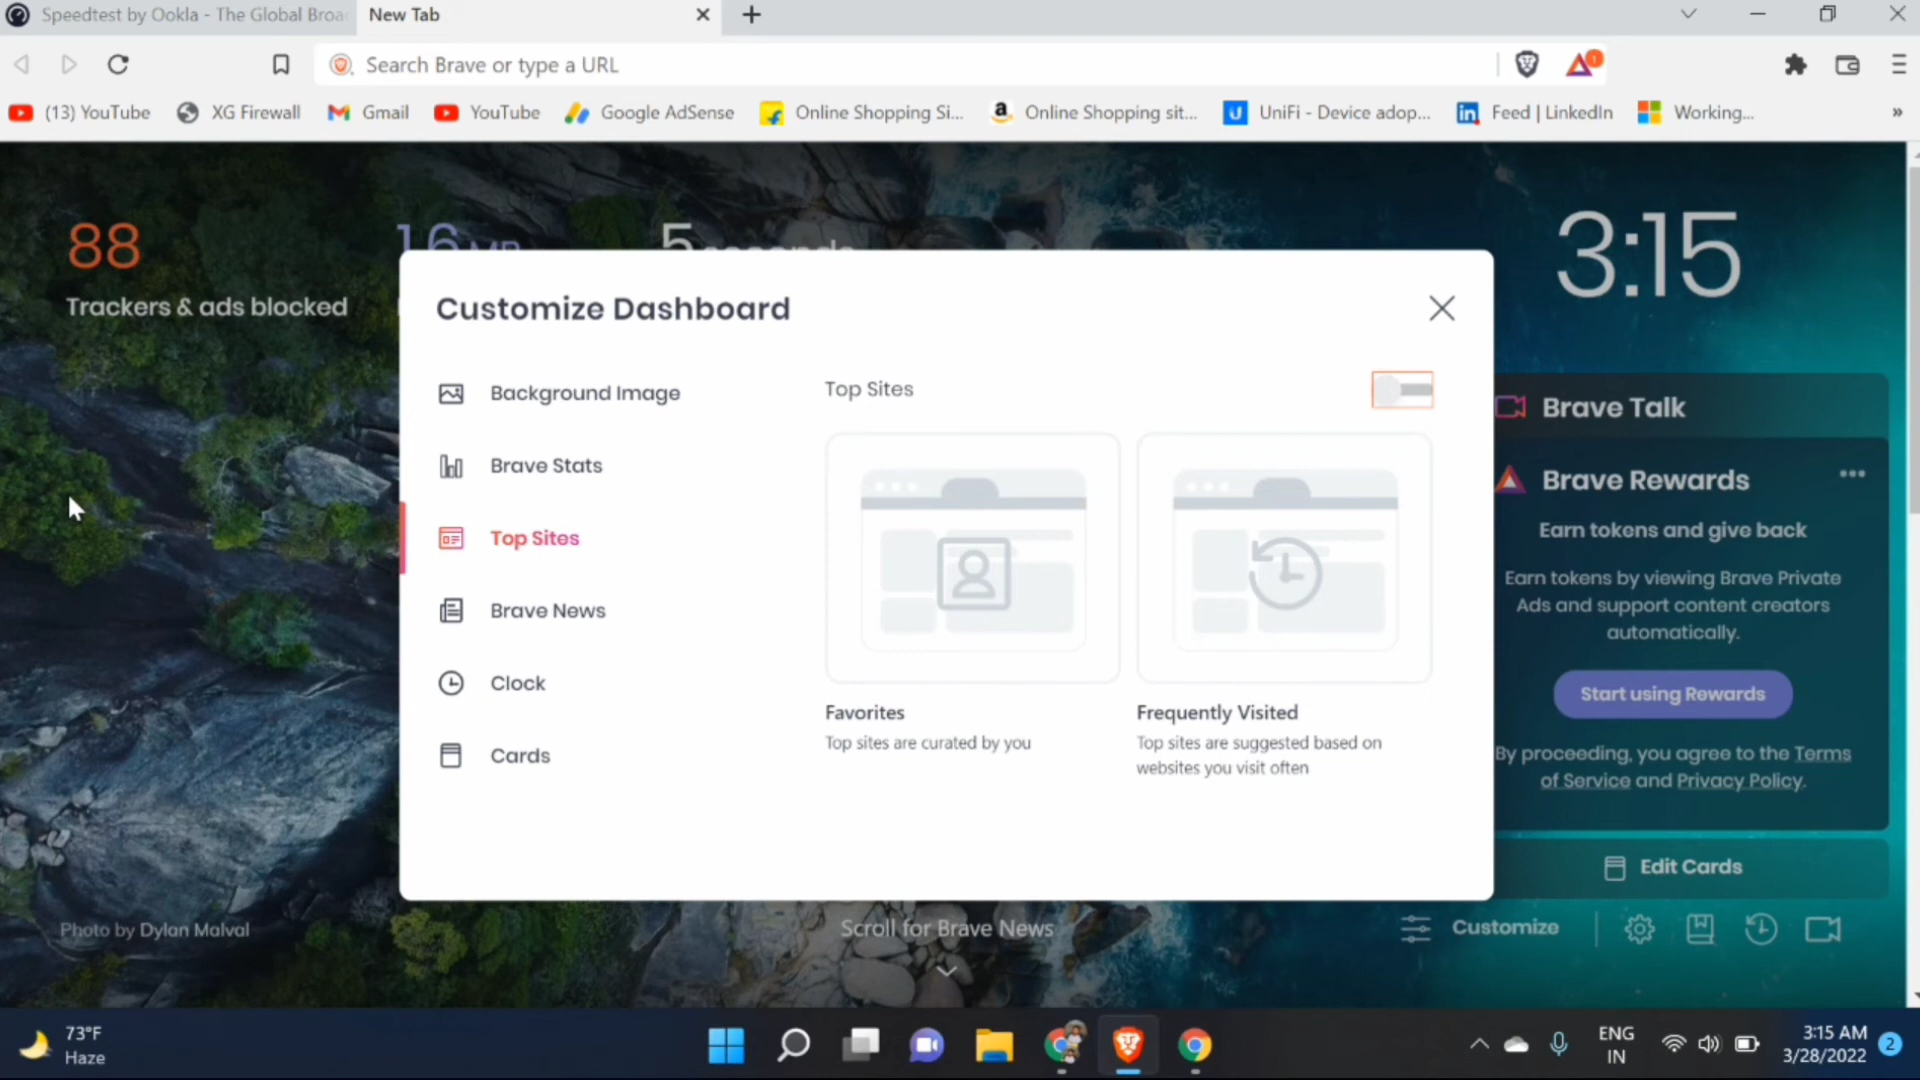 Speedtest by Ookla - The Global Broa
New Tab
Search Brave or type a URL
1
(13) YouTube
XG Firewall
Gmail
YouTube
Google AdSense
Online Shopping Si...
Online Shopping sit...
UniFi - Device adop...
Feed | LinkedIn
Working...
»
88
Trackers & ads blocked
16 MB
5 seconds
3:15
Customize Dashboard
Background Image
Brave Stats
Top Sites
Brave News
Clock
Cards
Top Sites
Favorites
Top sites are curated by you
Frequently Visited
Top sites are suggested based on
websites you visit often
Brave Talk
Brave Rewards
Earn tokens and give back
Earn tokens by viewing Brave Private
Ads and support content creators
automatically.
Start using Rewards
By proceeding, you agree to the Terms
of Service and Privacy Policy.
Edit Cards
Photo by Dylan Malval
Scroll for Brave News
Customize
73°F
Haze
ENG
IN
3:15 AM
3/28/2022
2